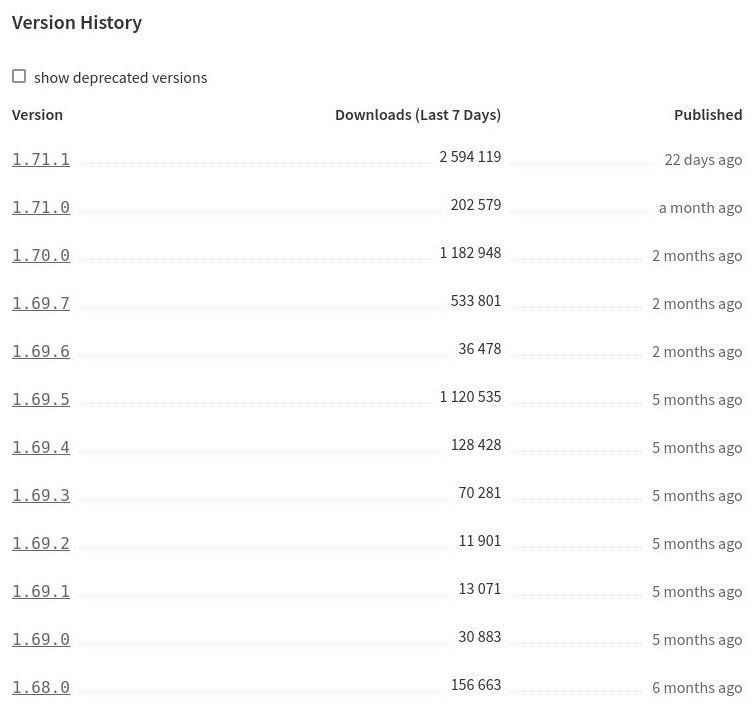 Version History
show deprecated versions
Version Downloads (Last 7 Days) Published
1.71.1 2 594 119 22 days ago
1.71.0 202 579 a month ago
1.70.0 1 182 948 2 months ago
1.69.7 533 801 2 months ago
1.69.6 36 478 2 months ago
1.69.5 1 120 535 5 months ago
1.69.4 128 428 5 months ago
1.69.3 70 281 5 months ago
1.69.2 11 901 5 months ago
1.69.1 13 071 5 months ago
1.69.0 30 883 5 months ago
1.68.0 156 663 6 months ago